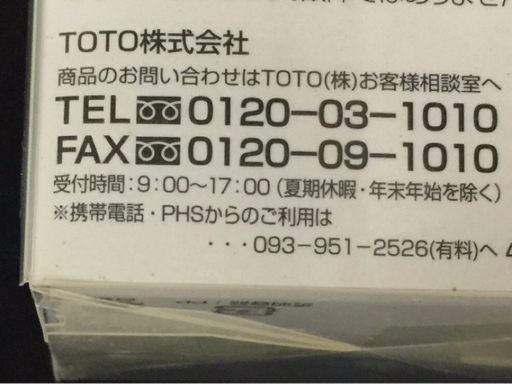 TOTO株式会社
商品のお問い合わせはTOTO(株)お客様相談室へ
TEL 0120-03-1010
FAX 0120-09-1010
受付時間:9:00〜17:00(夏期休暇・年末年始を除く)
※携帯電話・PHSからのご利用は
・・・093-951-2526(有料)へ